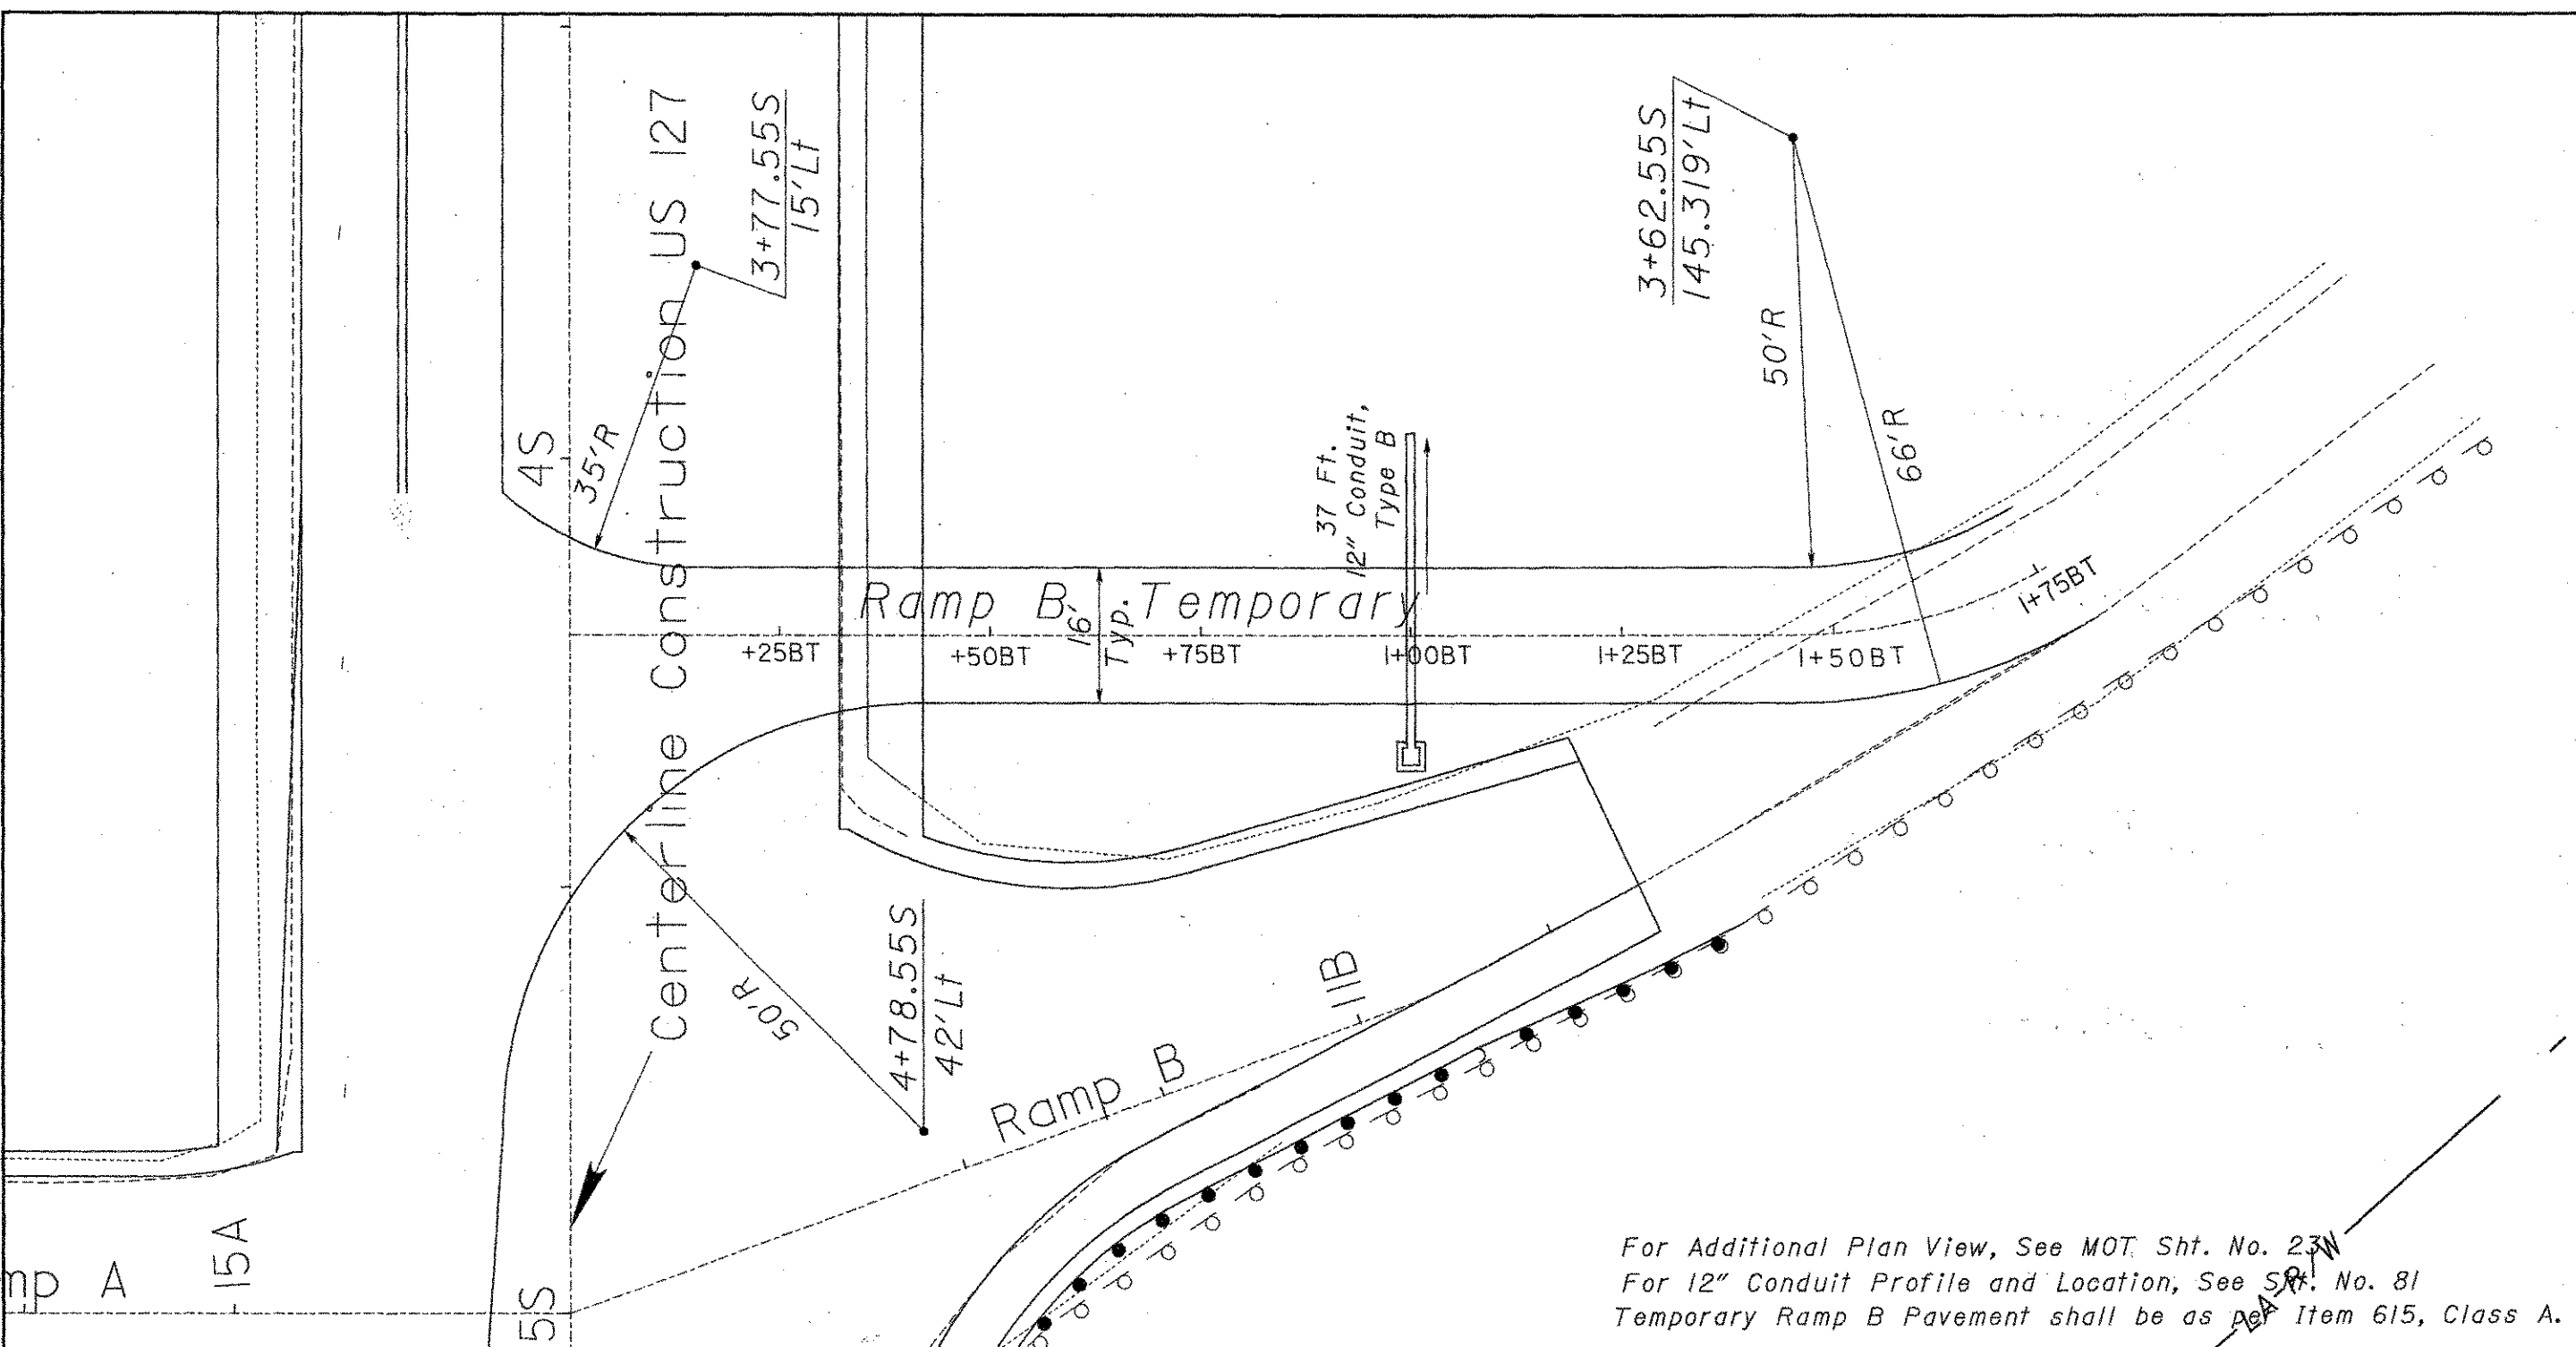 Centerline Construction US 127
3+77.55S
15'Lt
35'R
4S
3+62.55S
145.319'Lt
50'R
66'R
37 Ft.
12" Conduit,
Type B
Ramp B Temporary
16'
Typ.
+25BT
+50BT
+75BT
1+00BT
1+25BT
1+50BT
1+75BT
50'R
4+78.55S
42'Lt
11B
Ramp B
mp A
15A
5S
For Additional Plan View, See MOT Sht. No. 23
For 12" Conduit Profile and Location, See Sht. No. 81
Temporary Ramp B Pavement shall be as per Item 615, Class A.
LA R/W